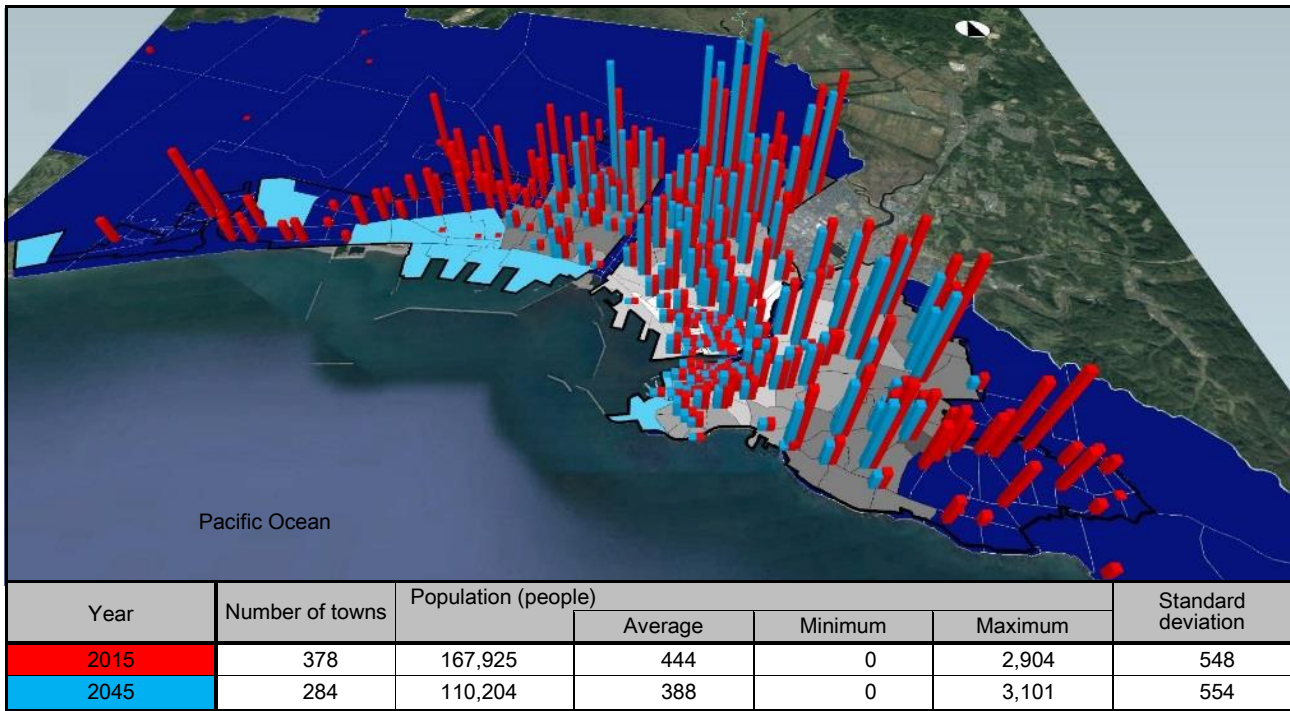 Pacific Ocean
Year Number of towns Population (people) Standard deviation
Average Minimum Maximum
2015 378 167,925 444 0 2,904 548
2045 284 110,204 388 0 3,101 554